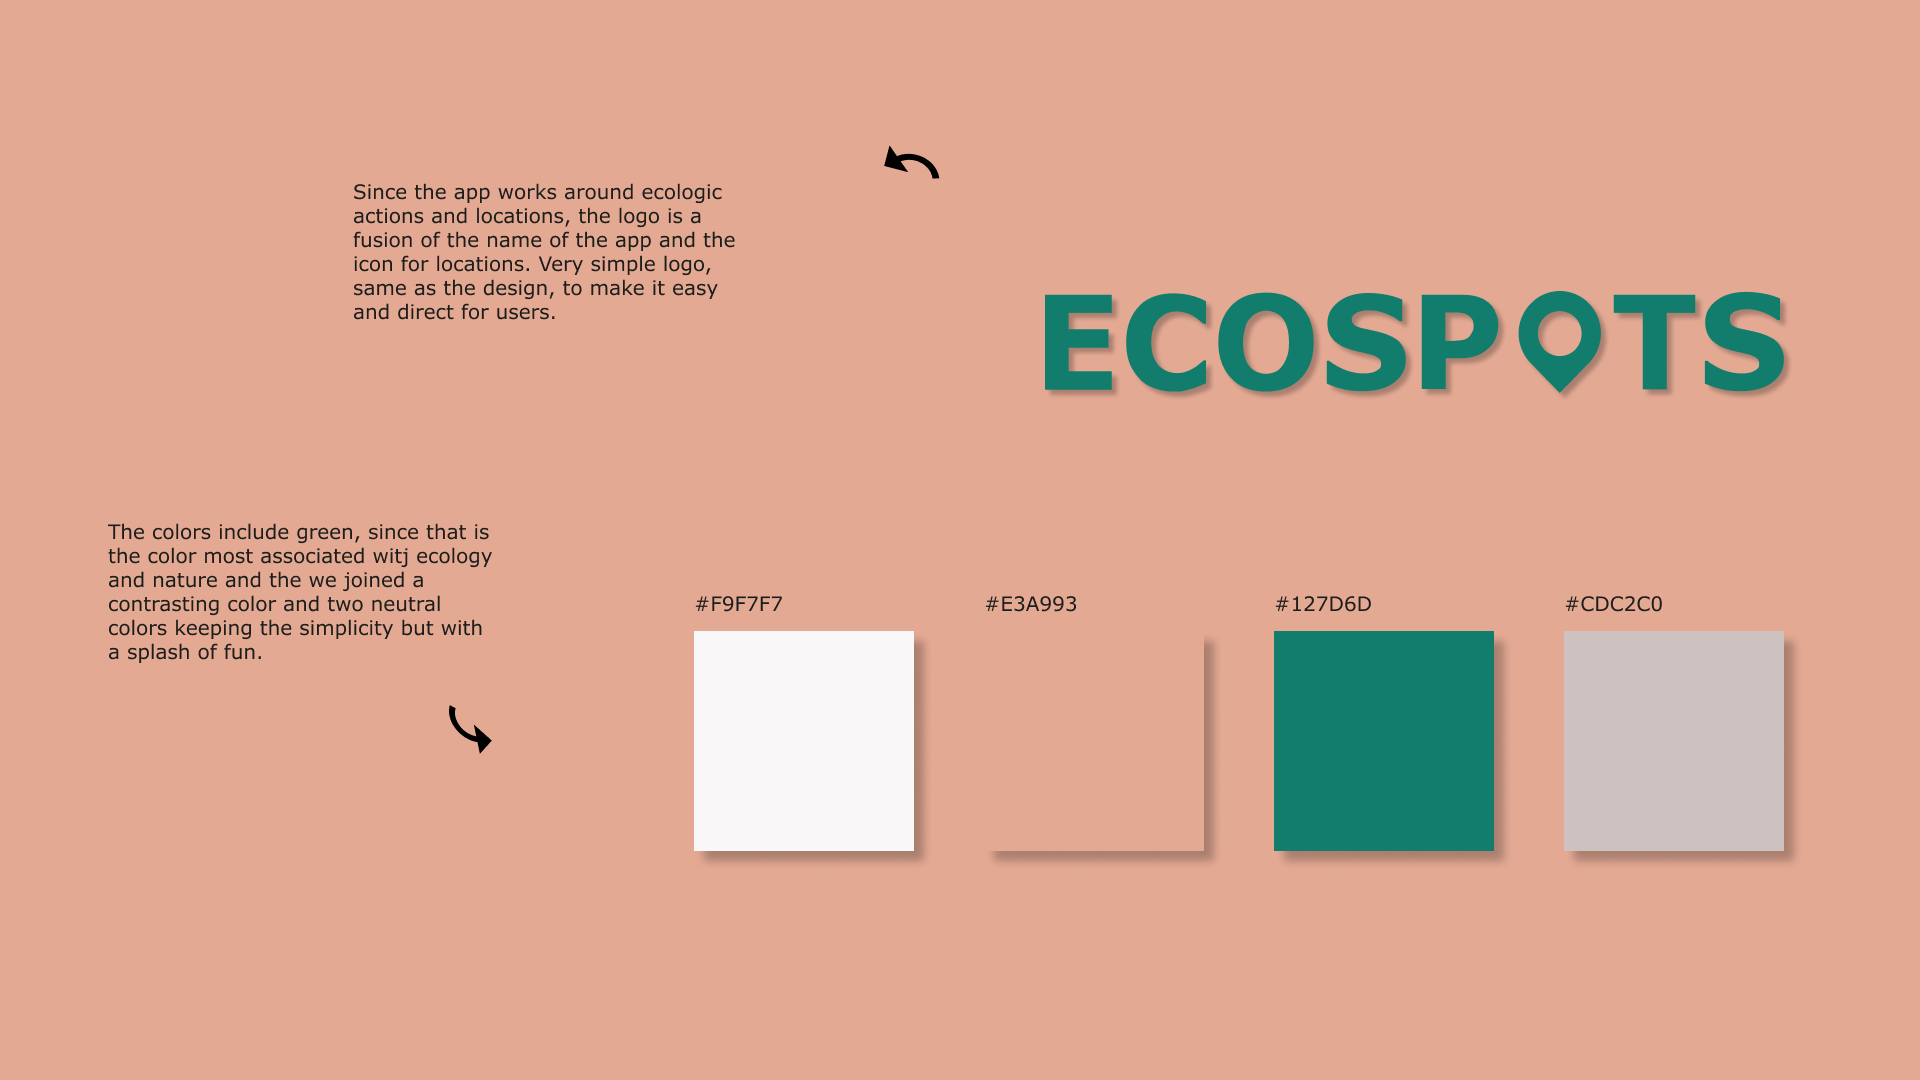 Since the app works around ecologic
actions and locations, the logo is a
fusion of the name of the app and the
icon for locations. Very simple logo,
same as the design, to make it easy
and direct for users.
ECOSPOTS
The colors include green, since that is
the color most associated witj ecology
and nature and the we joined a
contrasting color and two neutral
colors keeping the simplicity but with
a splash of fun.
#F9F7F7
#E3A993
#127D6D
#CDC2C0